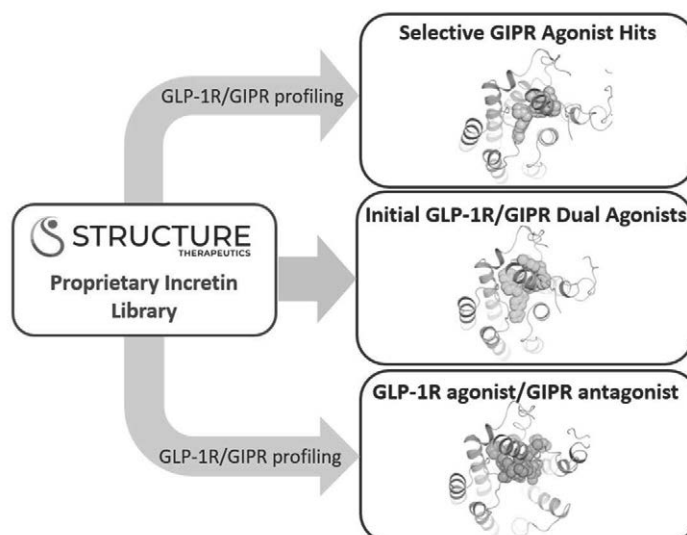 Selective GIPR Agonist Hits
GLP-1R/GIPR profiling
STRUCTURE
THERAPEUTICS
Proprietary Incretin
Library
Initial GLP-1R/GIPR Dual Agonists
GLP-1R agonist/GIPR antagonist
GLP-1R/GIPR profiling